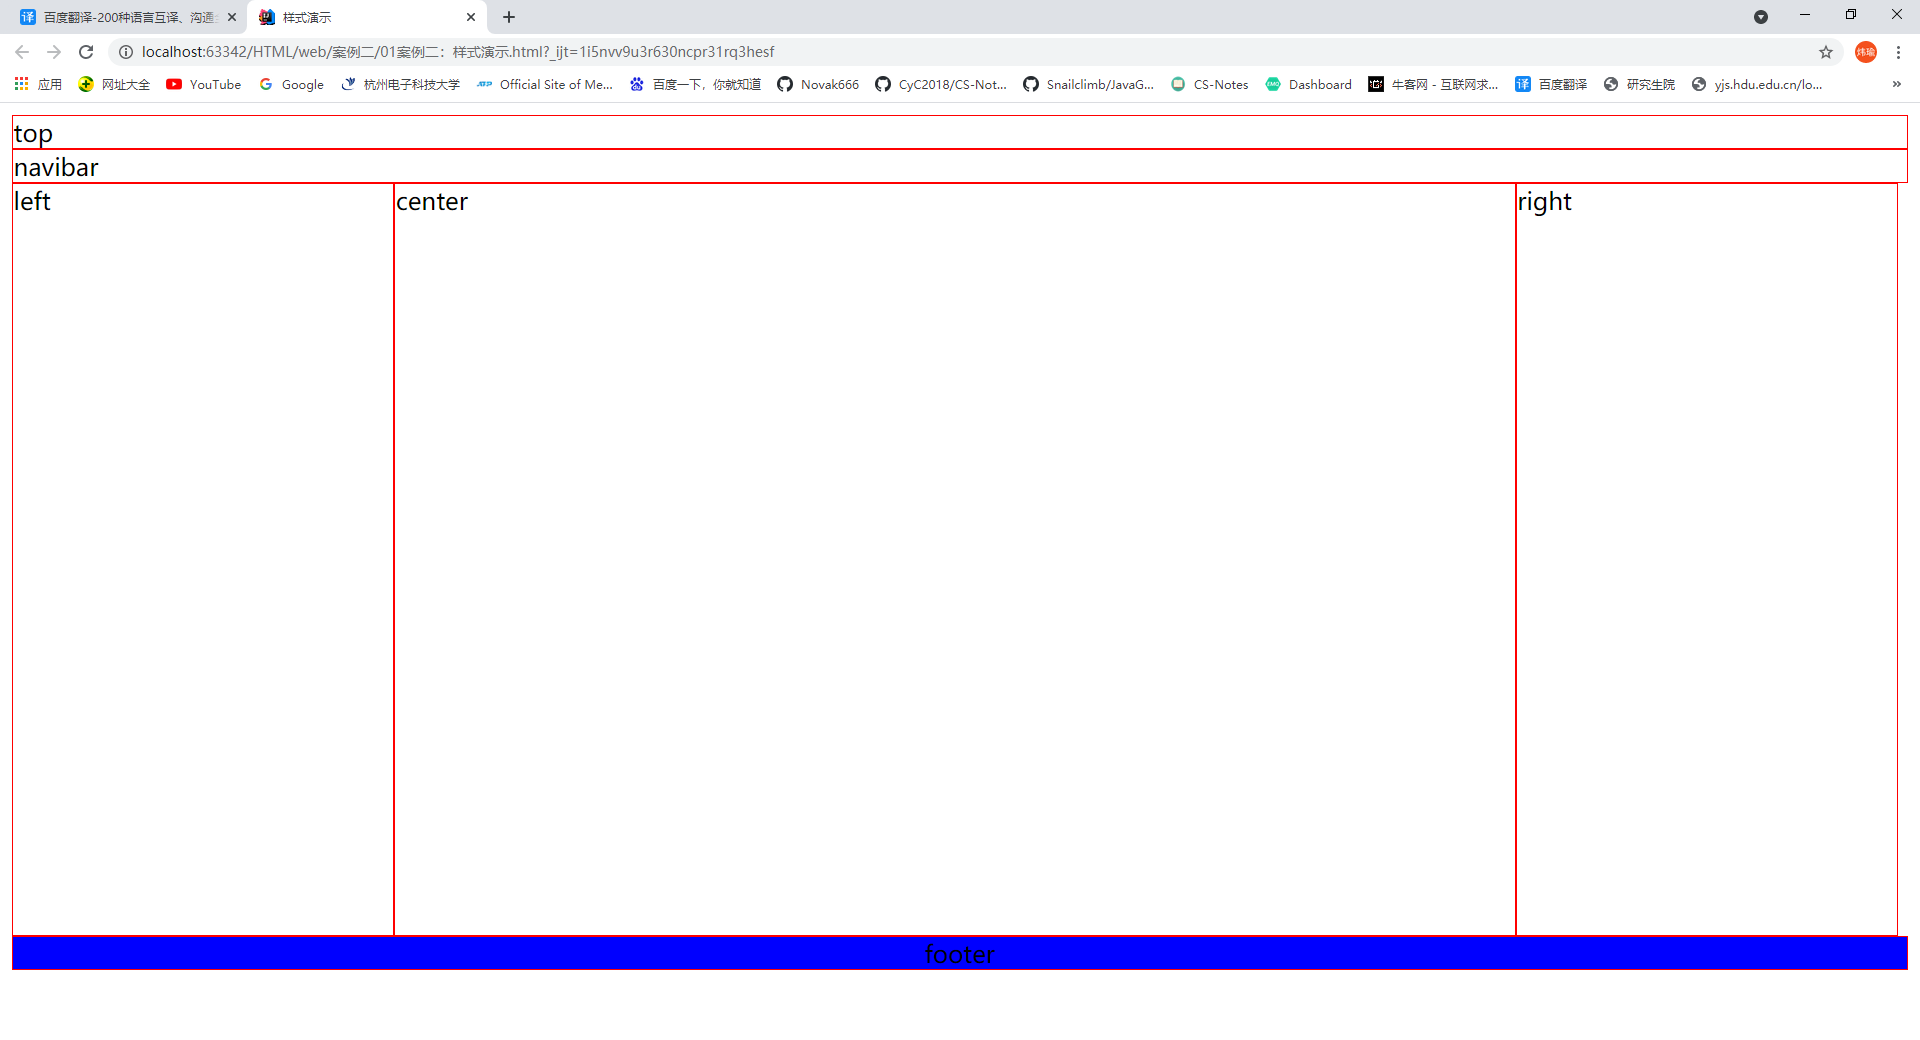 百度翻译-200种语言互译、沟通
样式演示
localhost:63342/HTML/web/案例二/01案例二：样式演示.html?_ijt=1i5nvv9u3r630ncpr31rq3hesf
炜瑜
应用 网址大全 YouTube Google 杭州电子科技大学 Official Site of Me... 百度一下，你就知道 Novak666 CyC2018/CS-Not... Snailclimb/JavaG... CS-Notes Dashboard 牛客网 - 互联网求... 译 百度翻译 研究生院 yjs.hdu.edu.cn/lo... »
top
navibar
left
center
right
footer